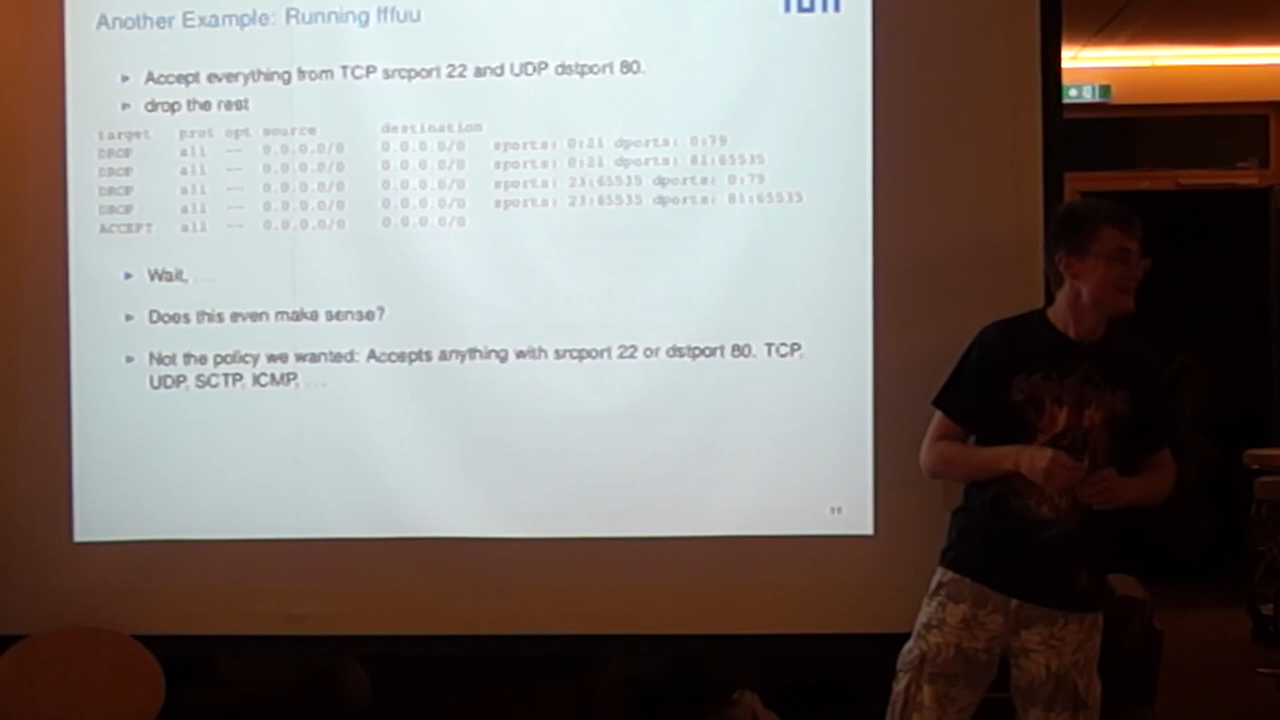 Another Example: Running Iffuu
TUM
▸ Accept everything from TCP srcport 22 and UDP dstport 80.
▸ drop the rest
target prot opt source destination
DROP all -- 0.0.0.0/0 0.0.0.0/0 sports: 0:21 dports: 0:79
DROP all -- 0.0.0.0/0 0.0.0.0/0 sports: 0:21 dports: 81:65535
DROP all -- 0.0.0.0/0 0.0.0.0/0 sports: 23:65535 dports: 0:79
DROP all -- 0.0.0.0/0 0.0.0.0/0 sports: 23:65535 dports: 81:65535
ACCEPT all -- 0.0.0.0/0 0.0.0.0/0
▸ Wait, ...
▸ Does this even make sense?
▸ Not the policy we wanted: Accepts anything with srcport 22 or dstport 80. TCP,
UDP, SCTP, ICMP, ...